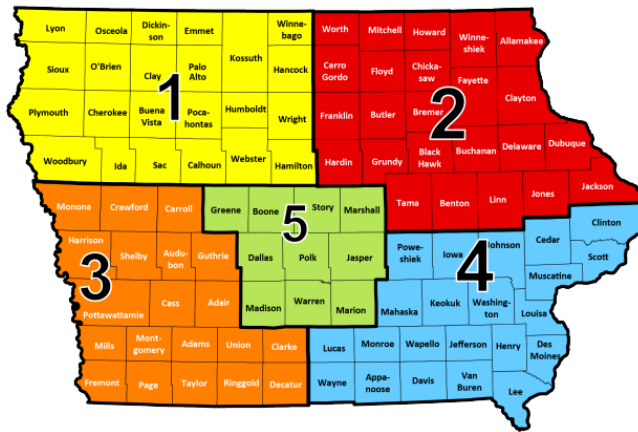 Lyon Osceola Dickin-
son Emmet Winne-
bago Worth Mitchell Howard Winne-
shiek Allamakee
Kossuth
Sioux O'Brien Clay Palo
Alto Hancock Cerro
Gordo Floyd Chicka-
saw Fayette
Clayton
1
2
Plymouth Cherokee Buena
Vista Poca-
hontas Humboldt Wright Franklin Butler Bremer
Woodbury Ida Sac Calhoun Webster Hamilton Hardin Grundy Black
Hawk Buchanan Delaware Dubuque
Monona Crawford Carroll Greene Boone Story Marshall Tama Benton Linn Jones Jackson
5
Harrison Shelby Audu-
bon Guthrie Dallas Polk Jasper Powe-
shiek Iowa Johnson Cedar Clinton
Scott
3
4
Muscatine
Pottawattamie Cass Adair Madison Warren Marion Mahaska Keokuk Washing-
ton Louisa
Mills Mont-
gomery Adams Union Clarke Lucas Monroe Wapello Jefferson Henry Des
Moines
Fremont Page Taylor Ringgold Decatur Wayne Appa-
noose Davis Van
Buren Lee